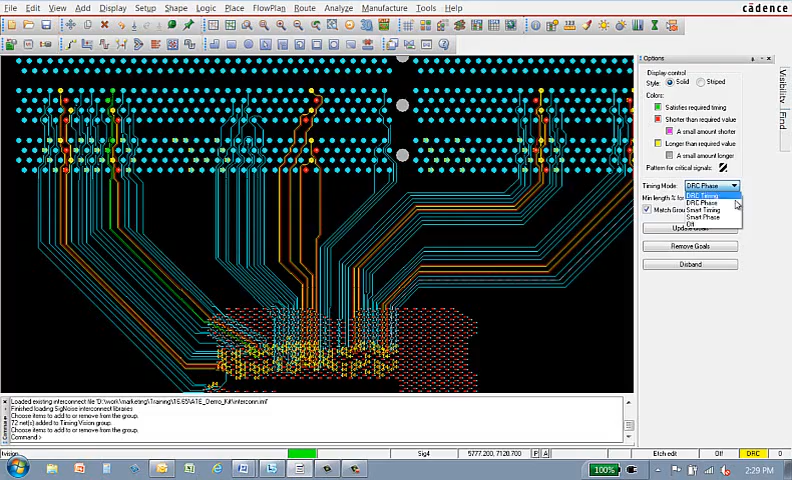 File Edit View Add Display Setup Shape Logic Place FlowPlan Route Analyze Manufacture Tools Help
cādence
Options
Display control
Style: Solid Striped
Colors:
Satisfies required timing
Shorter than required value
A small amount shorter
Longer than required value
A small amount longer
Pattern for critical signals:
Timing Mode: DRC Phase
DRC Timing
DRC Phase
Smart Timing
Smart Phase
Off
Min length % for
Match Grou
Update Goals
Remove Goals
Disband
Visibility
Find
Loaded existing interconnect file
Finished loading SigNoise interconnect libraries
Choose items to add to or remove from the group.
72 net(s) added to Timing Vision group.
Choose items to add to or remove from the group.
Command >
Command
tvision
Sig4
5777.200, 7128.700
P A
Etch edit
Off
DRC
0
100%
2:29 PM